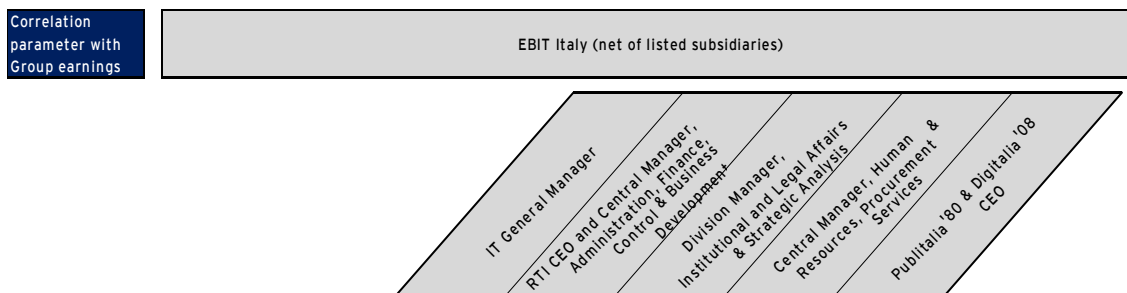 Correlation
parameter with
Group earnings
EBIT Italy (net of listed subsidiaries)
IT General Manager
RTI CEO and Central Manager,
Administration, Finance,
Control & Business
Development
Division Manager,
Institutional and Legal Affairs
& Strategic Analysis
Central Manager, Human &
Resources, Procurement
Services
Publitalia '80 & Digitalia '08
CEO